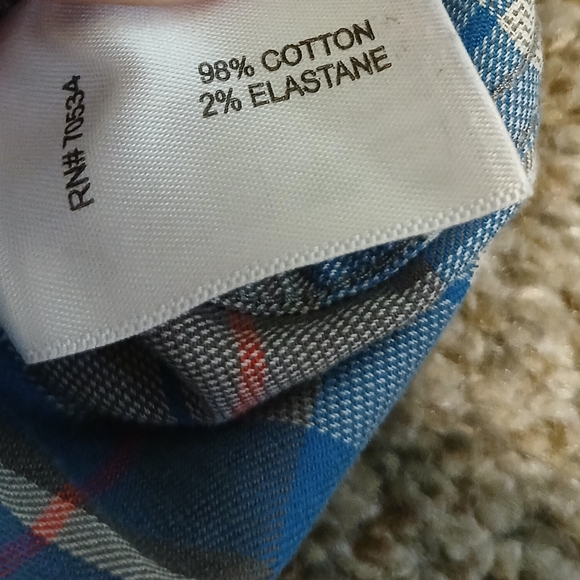 98% COTTON
2% ELASTANE
RN# 70534